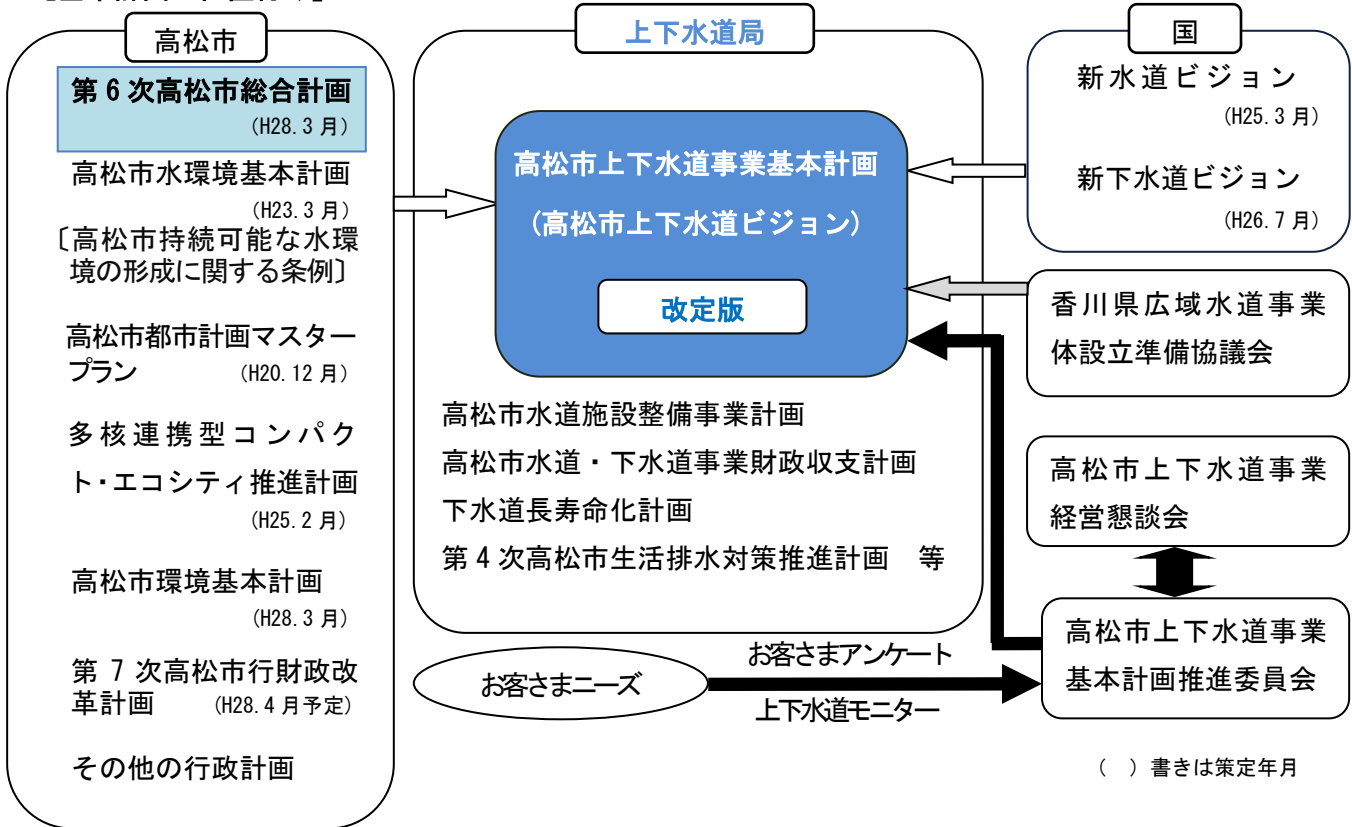 高松市
第6次高松市総合計画
(H28.3月)
高松市水環境基本計画
(H23.3月)
〔高松市持続可能な水環
境の形成に関する条例〕
高松市都市計画マスター
プラン (H20.12月)
多核連携型コンパク
ト・エコシティ推進計画
(H25.2月)
高松市環境基本計画
(H28.3月)
第7次高松市行財政改
革計画 (H28.4月予定)
その他の行政計画
上下水道局
高松市上下水道事業基本計画
(高松市上下水道ビジョン)
改定版
高松市水道施設整備事業計画
高松市水道・下水道事業財政収支計画
下水道長寿命化計画
第4次高松市生活排水対策推進計画 等
お客さまニーズ
お客さまアンケート
上下水道モニター
国
新水道ビジョン
(H25.3月)
新下水道ビジョン
(H26.7月)
香川県広域水道事業
体設立準備協議会
高松市上下水道事業
経営懇談会
高松市上下水道事業
基本計画推進委員会
( )書きは策定年月